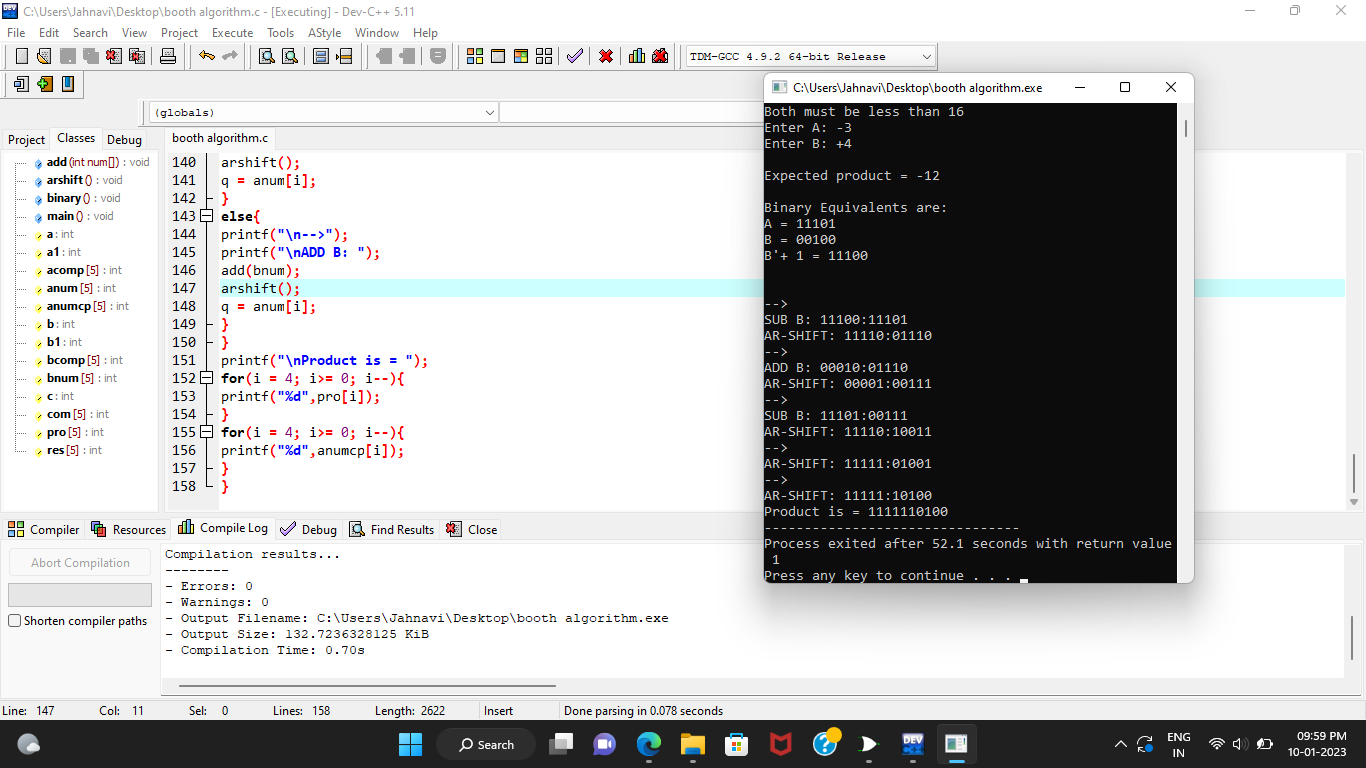 C:\Users\Jahnavi\Desktop\booth algorithm.c - [Executing] - Dev-C++ 5.11
File Edit Search View Project Execute Tools AStyle Window Help
TDM-GCC 4.9.2 64-bit Release
(globals)
Project Classes Debug
booth algorithm.c
add (int num[]) : void
arshift () : void
binary () : void
main () : void
a : int
a1 : int
acomp [5] : int
anum [5] : int
anumcp [5] : int
b : int
b1 : int
bcomp [5] : int
bnum [5] : int
c : int
com [5] : int
pro [5] : int
res [5] : int
140 arshift();
141 q = anum[i];
142 }
143 else{
144 printf("\n-->");
145 printf("\nADD B: ");
146 add(bnum);
147 arshift();
148 q = anum[i];
149 }
150 }
151 printf("\nProduct is = ");
152 for(i = 4; i>= 0; i--){
153 printf("%d",pro[i]);
154 }
155 for(i = 4; i>= 0; i--){
156 printf("%d",anumcp[i]);
157 }
158 }
C:\Users\Jahnavi\Desktop\booth algorithm.exe
Both must be less than 16
Enter A: -3
Enter B: +4
Expected product = -12
Binary Equivalents are:
A = 11101
B = 00100
B'+ 1 = 11100
-->
SUB B: 11100:11101
AR-SHIFT: 11110:01110
-->
ADD B: 00010:01110
AR-SHIFT: 00001:00111
-->
SUB B: 11101:00111
AR-SHIFT: 11110:10011
-->
AR-SHIFT: 11111:01001
-->
AR-SHIFT: 11111:10100
Product is = 1111110100
--------------------------------
Process exited after 52.1 seconds with return value
1
Press any key to continue . . .
Compiler Resources Compile Log Debug Find Results Close
Abort Compilation
Shorten compiler paths
Compilation results...
--------
- Errors: 0
- Warnings: 0
- Output Filename: C:\Users\Jahnavi\Desktop\booth algorithm.exe
- Output Size: 132.7236328125 KiB
- Compilation Time: 0.70s
Line: 147 Col: 11 Sel: 0 Lines: 158 Length: 2622 Insert Done parsing in 0.078 seconds
Search
DEV
ENG
IN
09:59 PM
10-01-2023